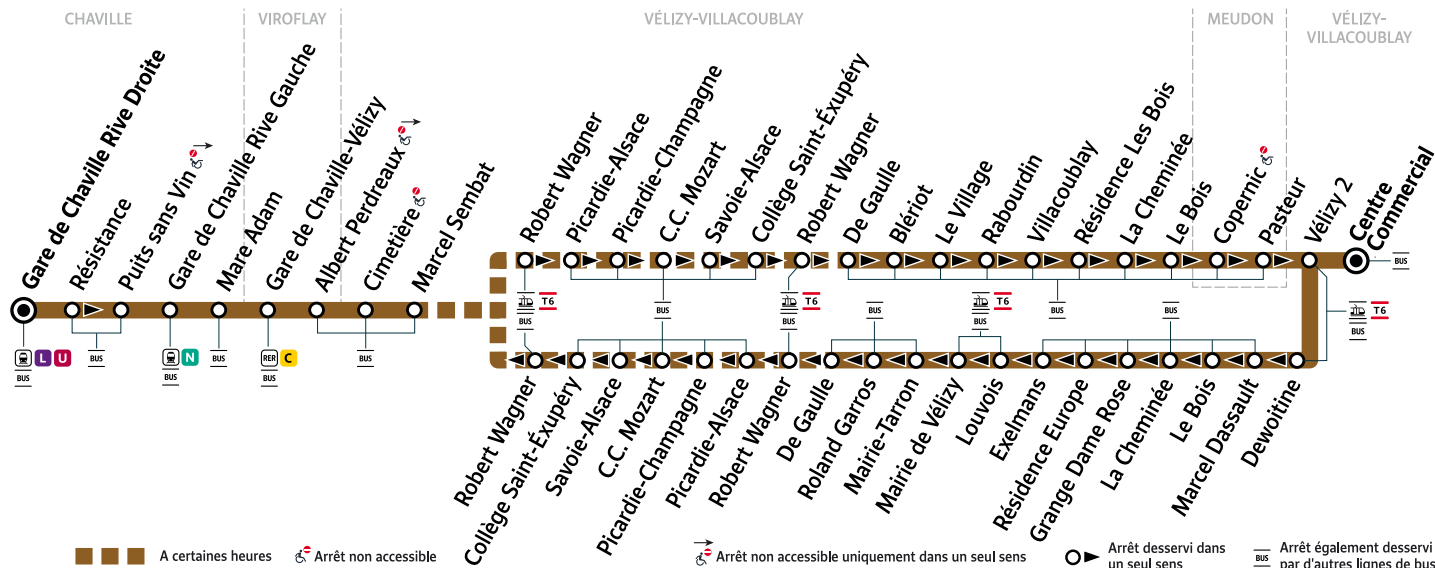 CHAVILLE
VIROFLAY
VÉLIZY-VILLACOUBLAY
MEUDON
VÉLIZY-
VILLACOUBLAY
Gare de Chaville Rive Droite
Résistance
Puits sans Vin
Gare de Chaville Rive Gauche
Mare Adam
Gare de Chaville-Vélizy
Albert Perdreaux
Cimetière
Marcel Sembat
Robert Wagner
Picardie-Alsace
Picardie-Champagne
C.C. Mozart
Savoie-Alsace
Collège Saint-Éxupéry
Robert Wagner
De Gaulle
Blériot
Le Village
Rabourdin
Villacoublay
Résidence Les Bois
La Cheminée
Le Bois
Copernic
Pasteur
Vélizy 2
Centre
Commercial
BUS
T6
BUS
BUS
T6
BUS
BUS
T6
BUS
BUS
BUS
T6
BUS
L U
BUS
BUS
N
BUS
BUS
RER C
BUS
BUS
Robert Wagner
Collège Saint-Éxupéry
Savoie-Alsace
C.C. Mozart
Picardie-Champagne
Picardie-Alsace
Robert Wagner
De Gaulle
Roland Garros
Mairie-Tarron
Mairie de Vélizy
Louvois
Exelmans
Résidence Europe
Grange Dame Rose
La Cheminée
Le Bois
Marcel Dassault
Dewoitine
A certaines heures
Arrêt non accessible
Arrêt non accessible uniquement dans un seul sens
Arrêt desservi dans
un seul sens
BUS
Arrêt également desservi
par d'autres lignes de bus